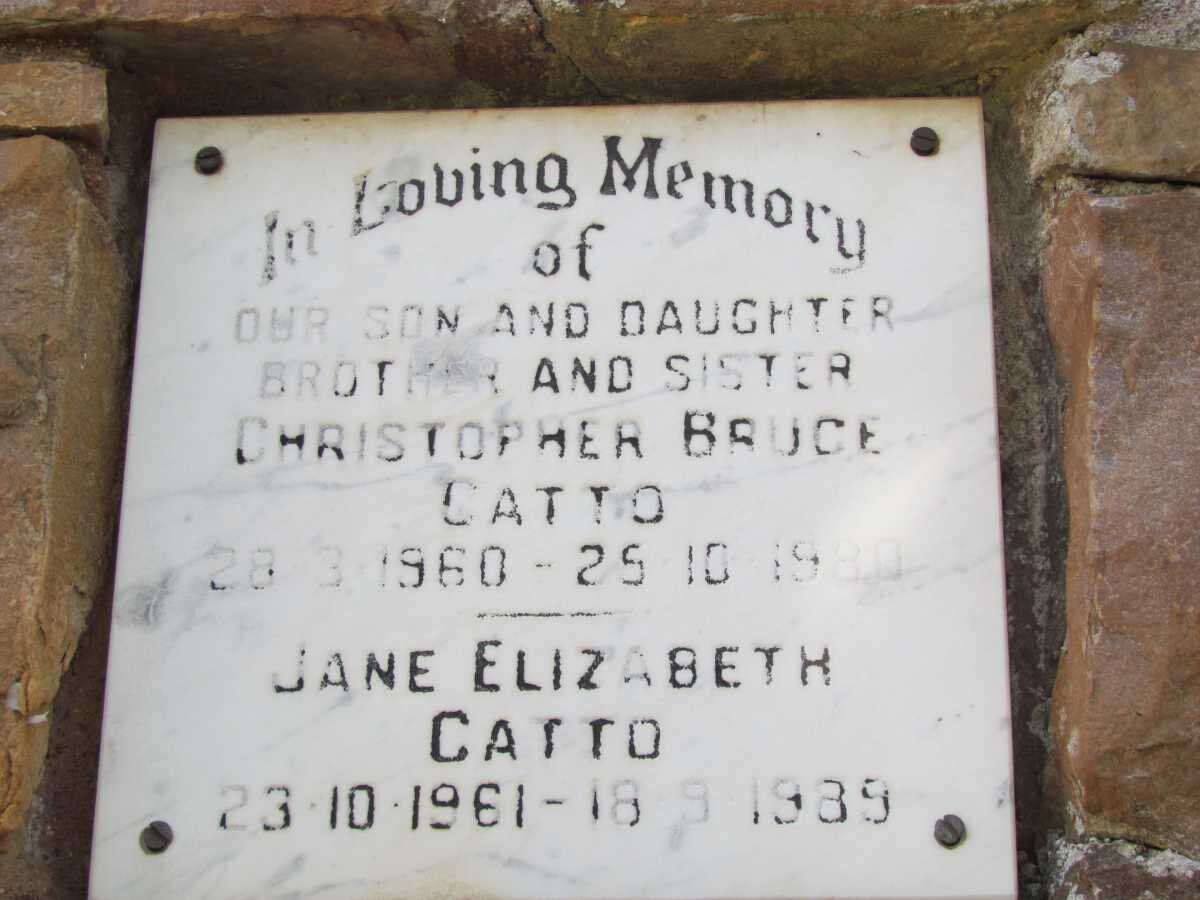 In Loving Memory
of
OUR SON AND DAUGHTER
BROTHER AND SISTER
CHRISTOPHER BRUCE
CATTO
28·3·1960 - 25·10·1980
JANE ELIZABETH
CATTO
23·10·1961 - 18·9·1989